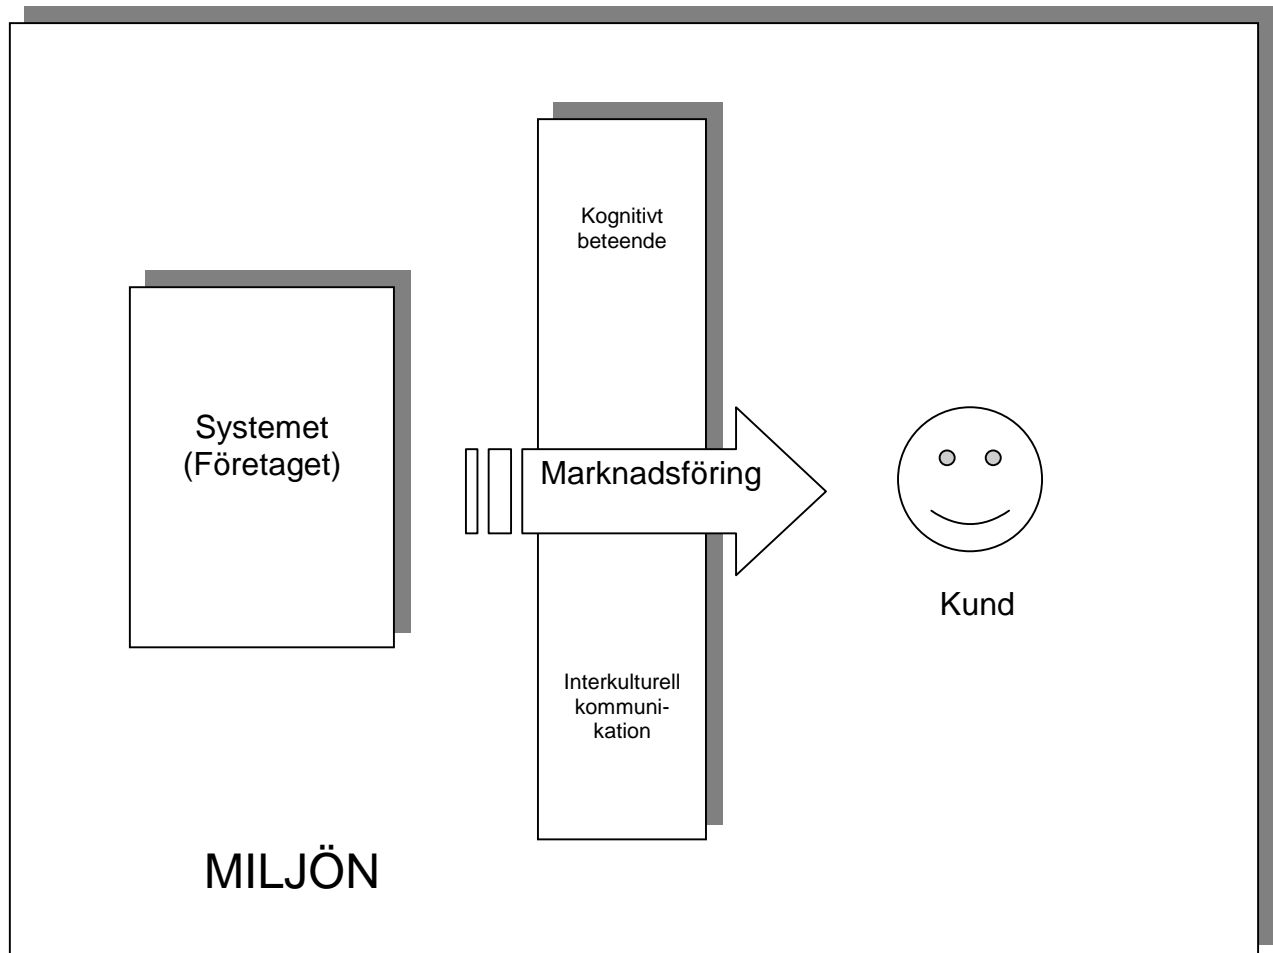 Kognitivt
beteende
Systemet
(Företaget)
Marknadsföring
Kund
Interkulturell
kommuni-
kation
MILJÖN